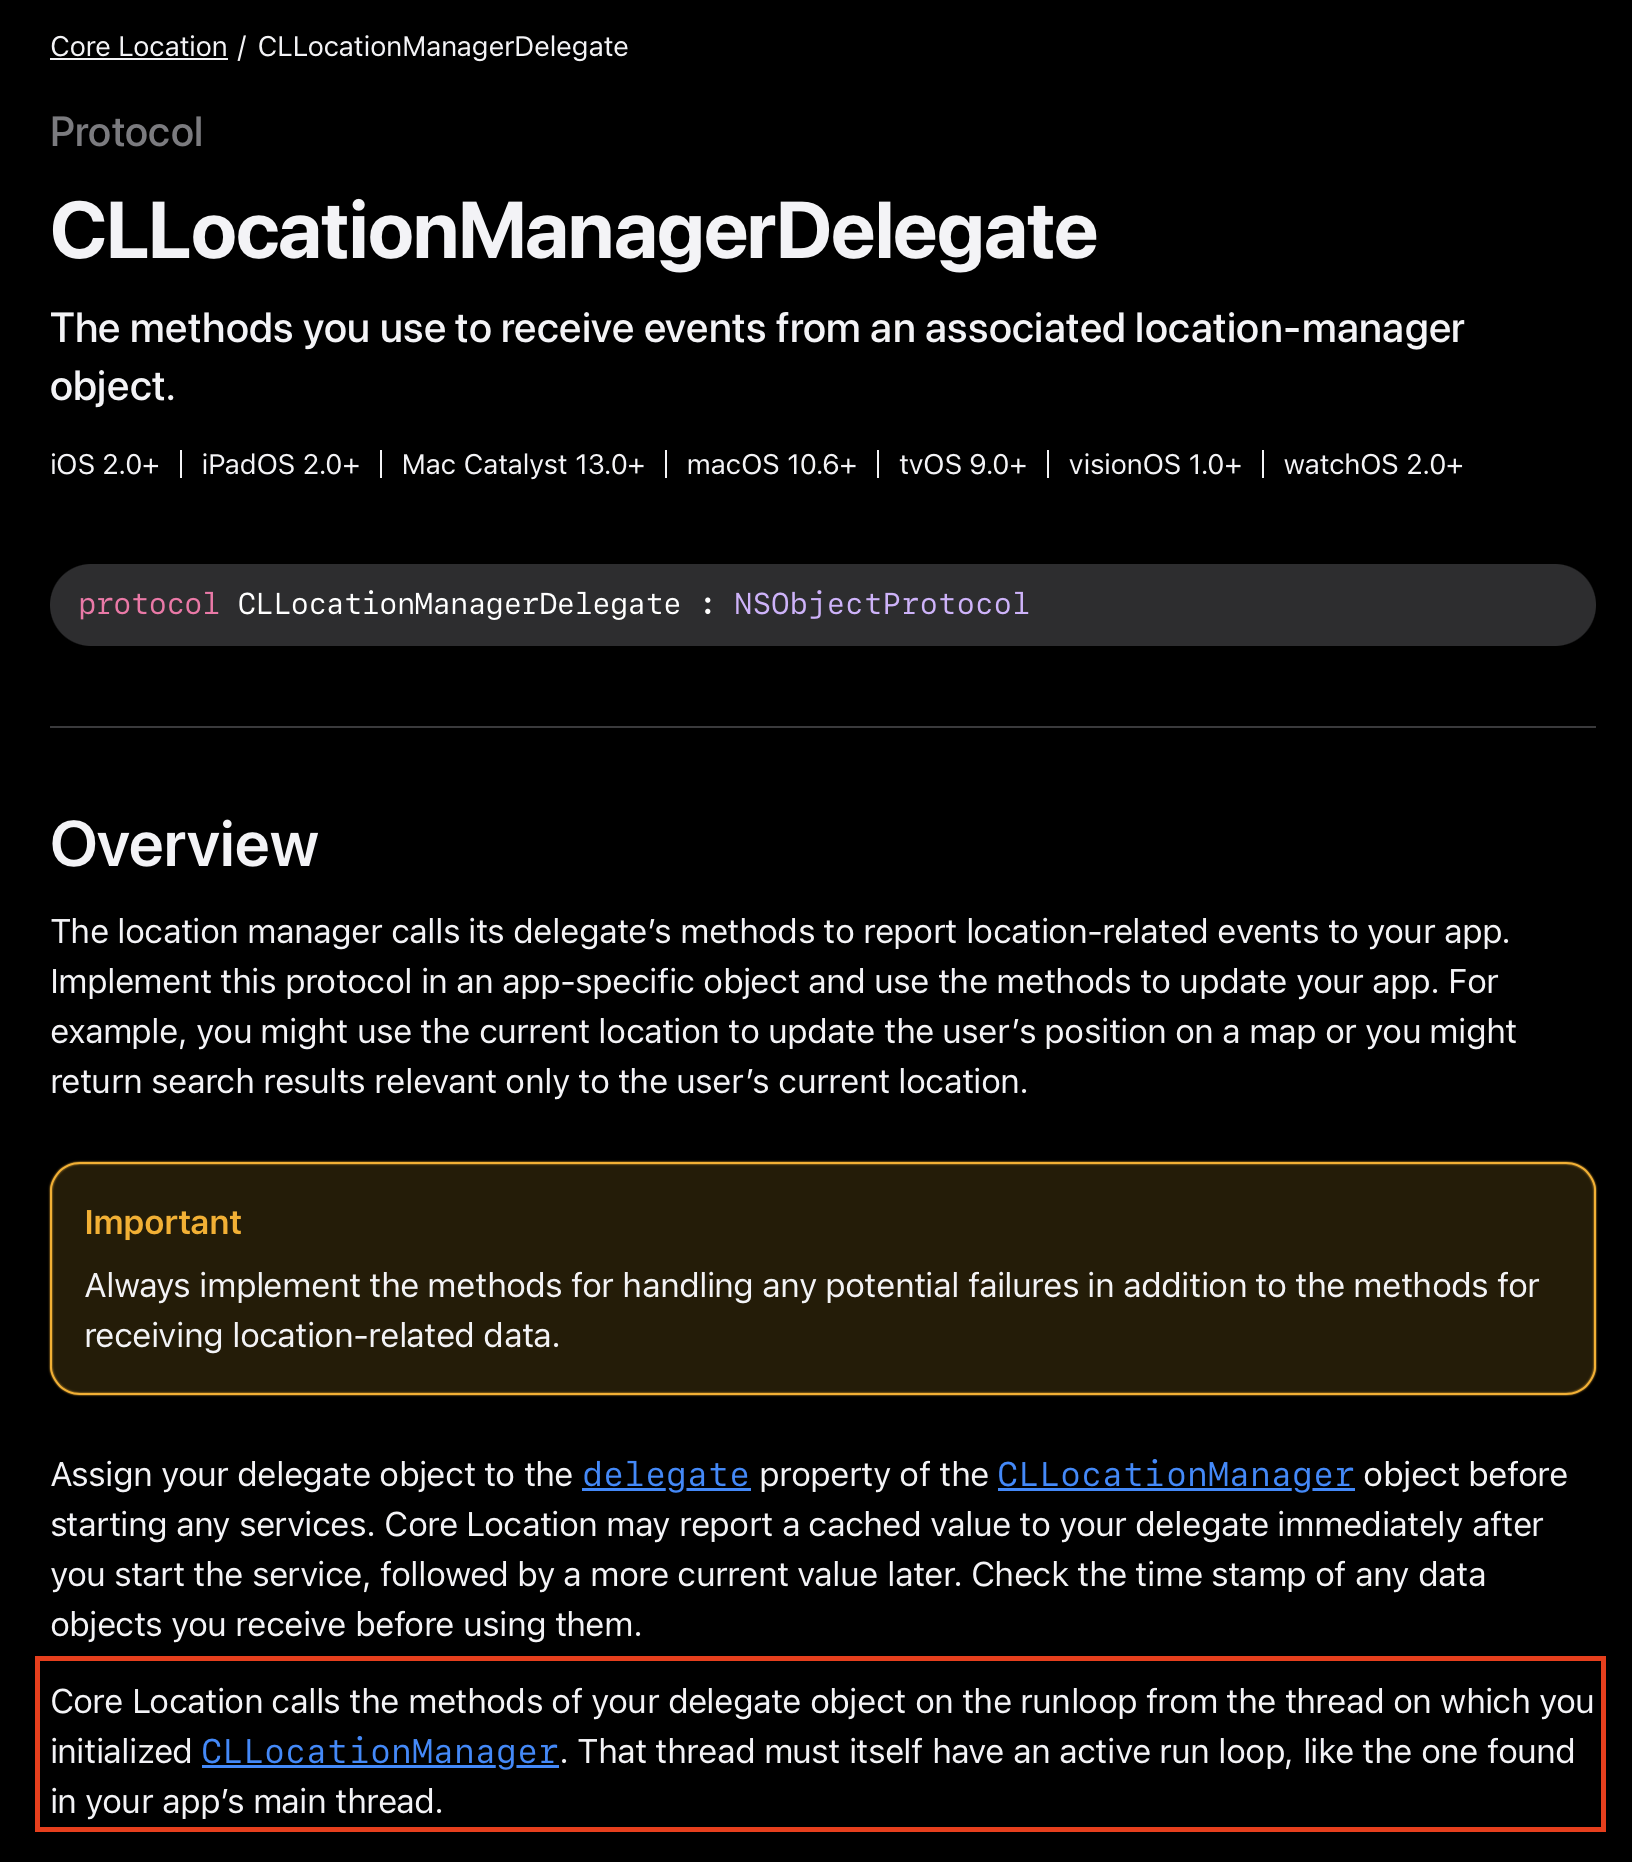 Core Location / CLLocationManagerDelegate
Protocol
CLLocationManagerDelegate
The methods you use to receive events from an associated location-manager
object.
iOS 2.0+ | iPadOS 2.0+ | Mac Catalyst 13.0+ | macOS 10.6+ | tvOS 9.0+ | visionOS 1.0+ | watchOS 2.0+
protocol CLLocationManagerDelegate : NSObjectProtocol
Overview
The location manager calls its delegate’s methods to report location-related events to your app.
Implement this protocol in an app-specific object and use the methods to update your app. For
example, you might use the current location to update the user’s position on a map or you might
return search results relevant only to the user’s current location.
Important
Always implement the methods for handling any potential failures in addition to the methods for
receiving location-related data.
Assign your delegate object to the delegate property of the CLLocationManager object before
starting any services. Core Location may report a cached value to your delegate immediately after
you start the service, followed by a more current value later. Check the time stamp of any data
objects you receive before using them.
Core Location calls the methods of your delegate object on the runloop from the thread on which you
initialized CLLocationManager. That thread must itself have an active run loop, like the one found
in your app’s main thread.